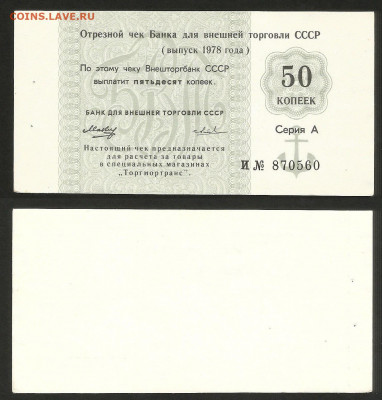 COINS.LAVE.RU
Отрезной чек Банка для внешней торговли СССР
(выпуск 1978 года)
По этому чеку Внешторгбанк СССР
выплатит пятьдесят копеек.
50
КОПЕЕК
БАНК ДЛЯ ВНЕШНЕЙ ТОРГОВЛИ СССР
Серия А
Настоящий чек предназначается
для расчета за товары
в специальных магазинах
"Торгмортранс".
И № 870560